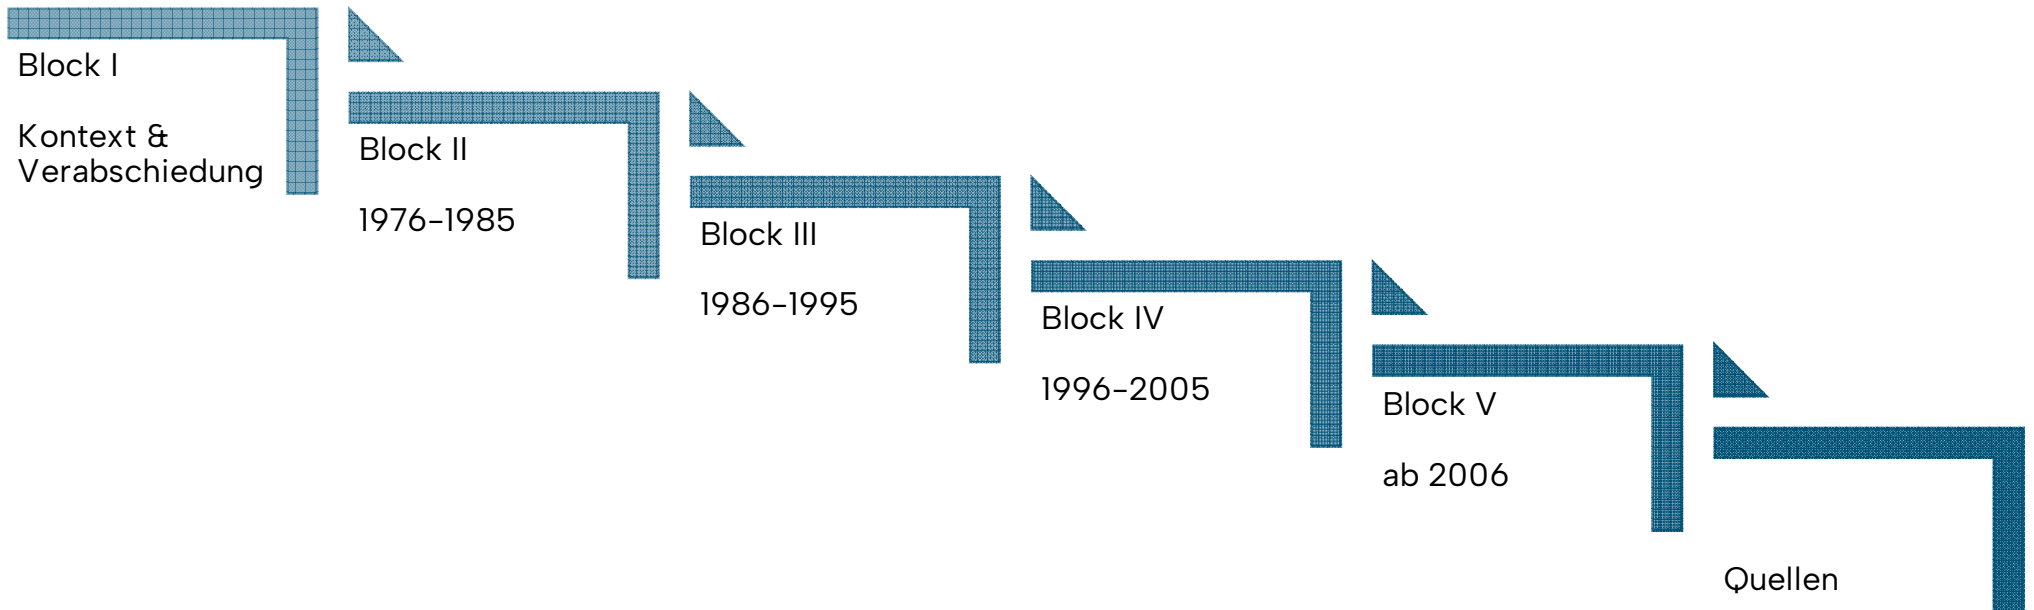 Block I
Kontext &
Verabschiedung
Block II
1976-1985
Block III
1986-1995
Block IV
1996-2005
Block V
ab 2006
Quellen